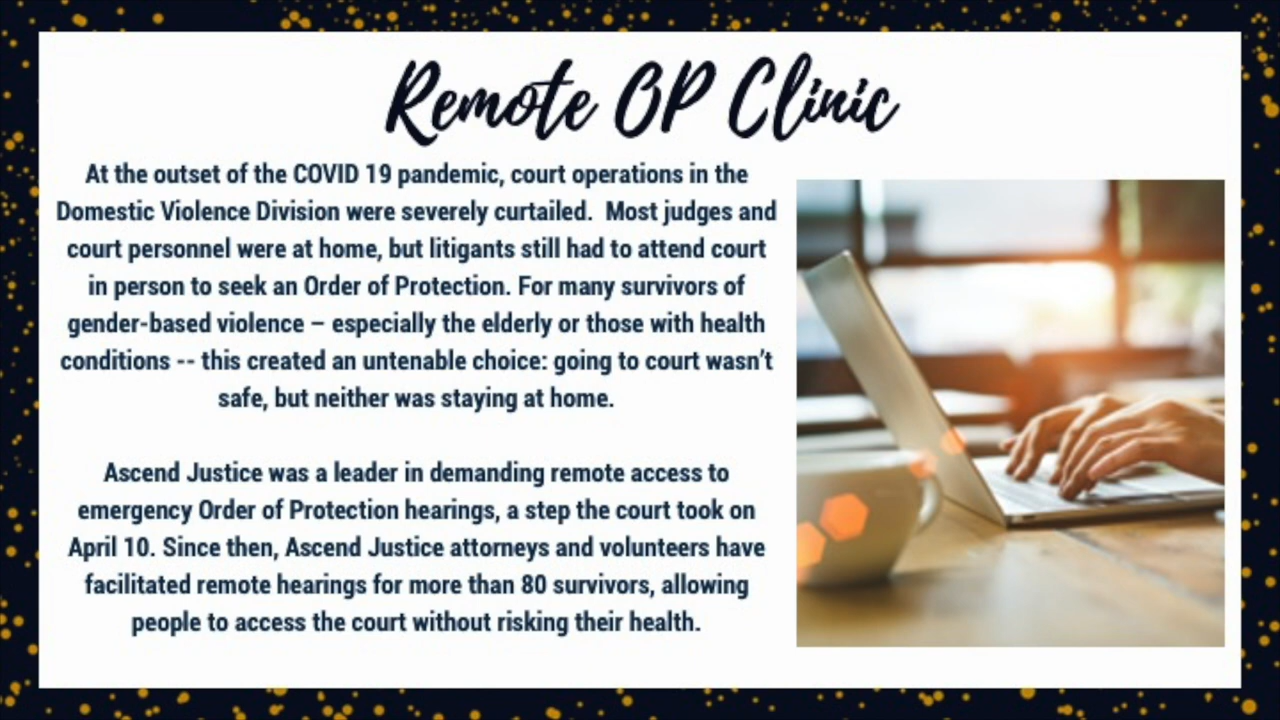 Remote OP Clinic
At the outset of the COVID 19 pandemic, court operations in the
Domestic Violence Division were severely curtailed.  Most judges and
court personnel were at home, but litigants still had to attend court
in person to seek an Order of Protection. For many survivors of
gender-based violence – especially the elderly or those with health
conditions -- this created an untenable choice: going to court wasn’t
safe, but neither was staying at home.
Ascend Justice was a leader in demanding remote access to
emergency Order of Protection hearings, a step the court took on
April 10. Since then, Ascend Justice attorneys and volunteers have
facilitated remote hearings for more than 80 survivors, allowing
people to access the court without risking their health.